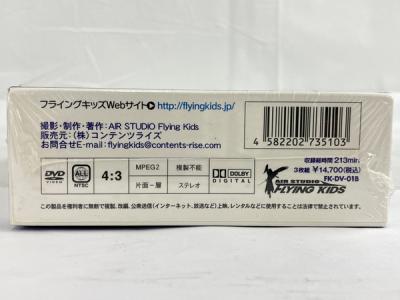 フライングキッズWebサイト http://flyingkids.jp/
撮影・制作・著作:AIR STUDIO Flying Kids
販売元:(株)コンテンツライズ
お問合せE-mail:flyingkids@contents-rise.com
4 582202 735103
収録総時間 213min
3枚組 ¥14,700(税込)
FK-DV-018
DVD
VIDEO
ALL
NTSC
4:3
MPEG2
片面一層
複製不能
ステレオ
DOLBY
DIGITAL
AIR STUDIO
FLYING KIDS
この製品を権利者に無断で複製、改編、公衆送信(インターネット、放送など)上映、レンタルなどに使用することは法律で禁止されています。